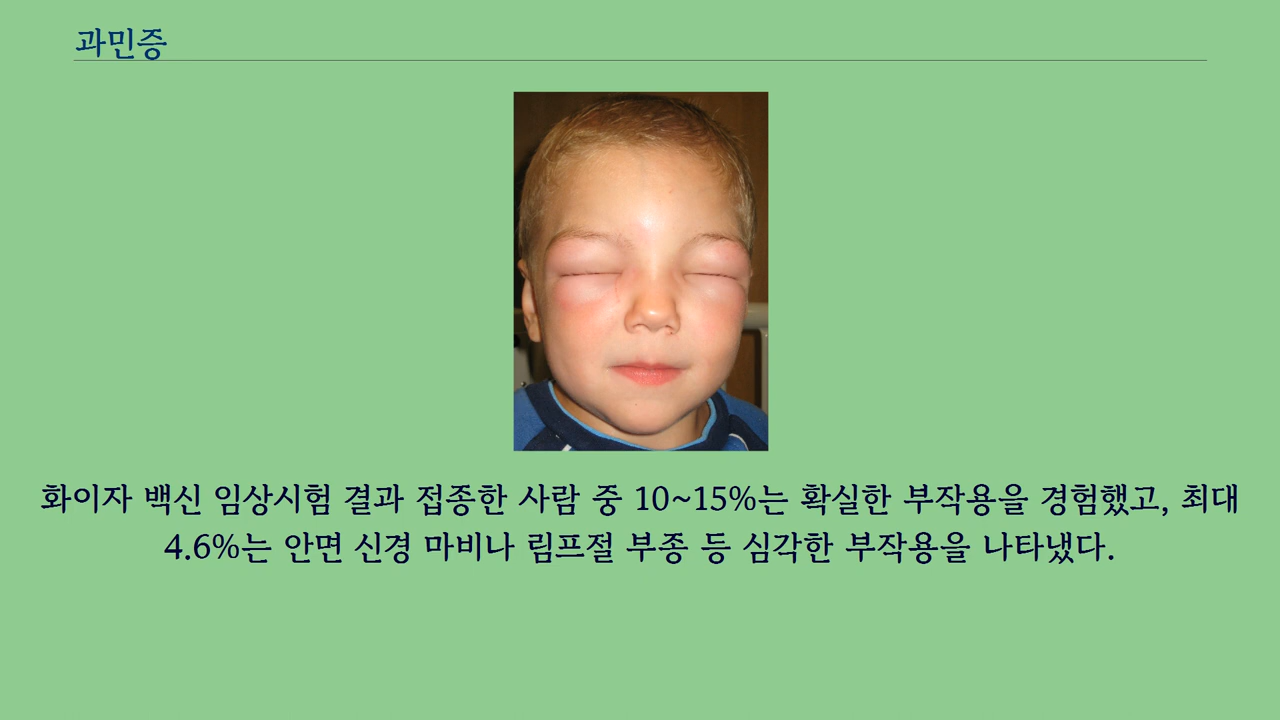 과민증
화이자 백신 임상시험 결과 접종한 사람 중 10~15%는 확실한 부작용을 경험했고, 최대
4.6%는 안면 신경 마비나 림프절 부종 등 심각한 부작용을 나타냈다.